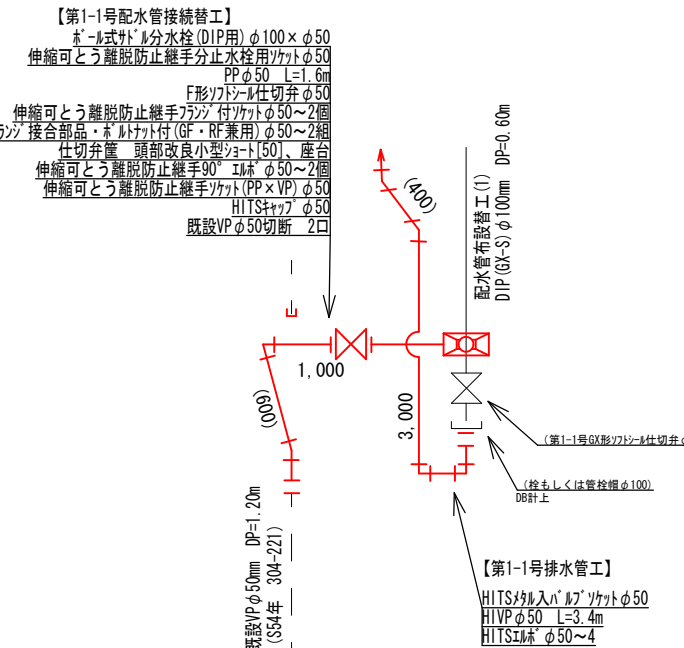 【第1-1号配水管接続替工】
ﾎﾞｰﾙ式ｻﾄﾞﾙ分水栓(DIP用)φ100×φ50
伸縮可とう離脱防止継手分止水栓用ｿｹｯﾄφ50
PPφ50 L=1.6m
F形ｿﾌﾄｼｰﾙ仕切弁φ50
伸縮可とう離脱防止継手ﾌﾗﾝｼﾞ付ｿｹｯﾄφ50～2個
ﾗﾝｼﾞ接合部品・ﾎﾞﾙﾄﾅｯﾄ付(GF・RF兼用)φ50～2組
仕切弁筐 頭部改良小型ｼｮｰﾄ[50]、座台
伸縮可とう離脱防止継手90°ｴﾙﾎﾞφ50～2個
伸縮可とう離脱防止継手ｿｹｯﾄ(PP×VP)φ50
HITSｷｬｯﾌﾟφ50
既設VPφ50切断 2口
(400)
配水管布設替工(1)
DIP(GX-S)φ100mm DP=0.60m
1,000
(600)
3,000
(第1-1号GX形ｿﾌﾄｼｰﾙ仕切弁φ
(栓もしくは管栓帽φ100)
DB計上
既設VPφ50mm DP=1.20m
(S54年 304-221)
【第1-1号排水管工】
HITSﾒﾀﾙ入ﾊﾞﾙﾌﾞｿｹｯﾄφ50
HIVPφ50 L=3.4m
HITSｴﾙﾎﾞφ50～4